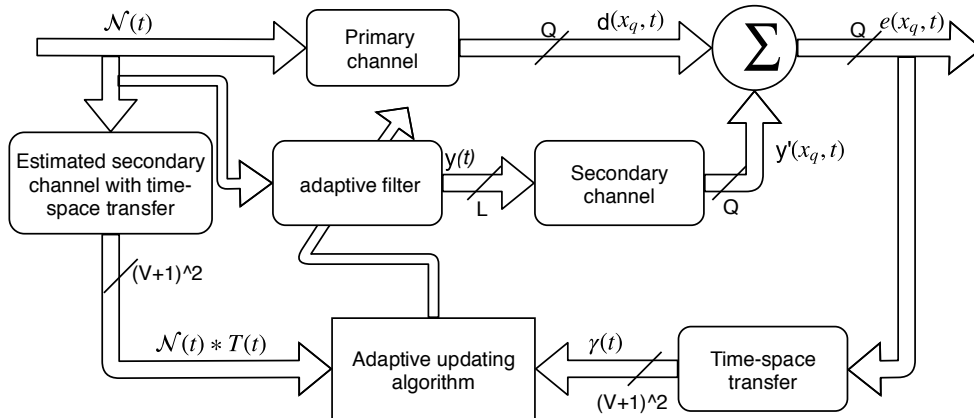 𝒩(t)
Primary
channel
Q
d(x_q, t)
Σ
Q
e(x_q, t)
Estimated secondary
channel with time-
space transfer
adaptive filter
y(t)
L
Secondary
channel
Q
y'(x_q, t)
(V+1)^2
𝒩(t) * T(t)
Adaptive updating
algorithm
γ(t)
(V+1)^2
Time-space
transfer